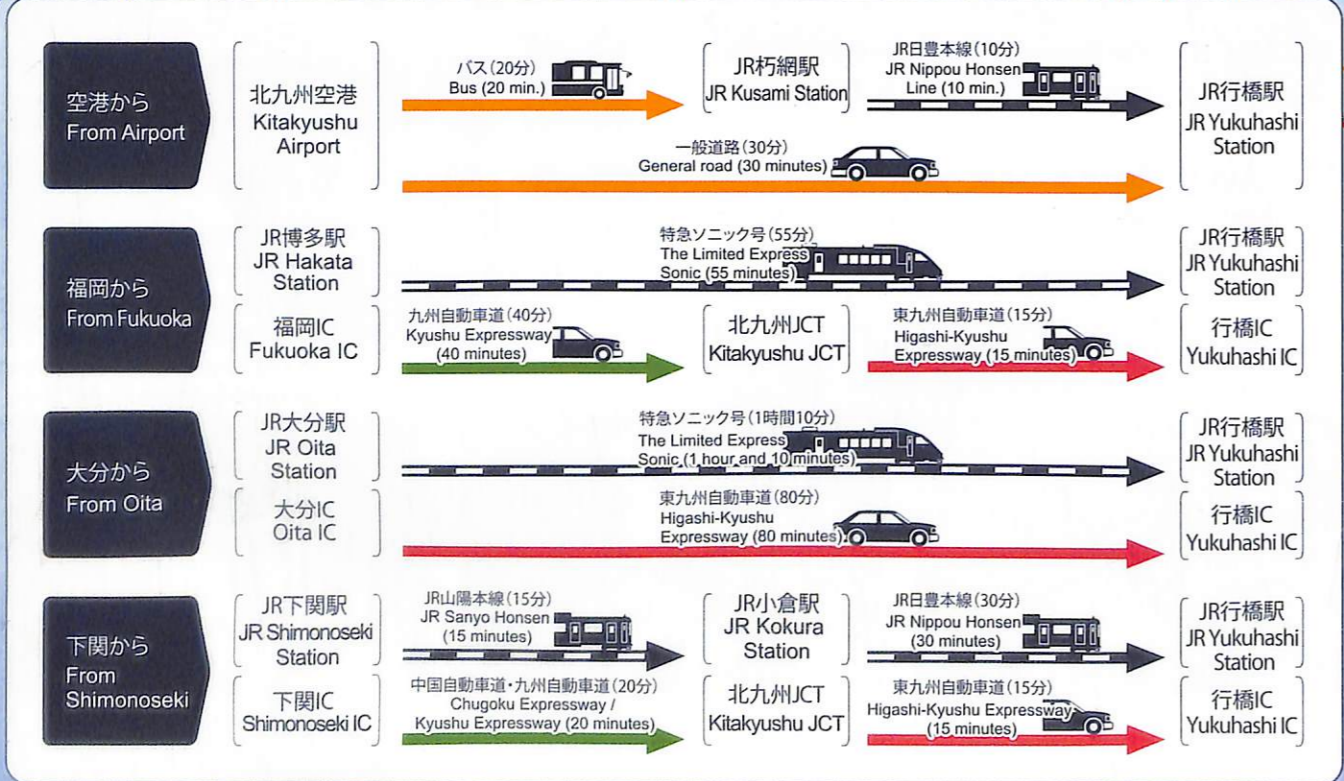 空港から
From Airport
北九州空港
Kitakyushu
Airport
バス(20分)
Bus (20 min.)
JR朽網駅
JR Kusami Station
JR日豊本線(10分)
JR Nippou Honsen
Line (10 min.)
一般道路(30分)
General road (30 minutes)
JR行橋駅
JR Yukuhashi
Station
福岡から
From Fukuoka
JR博多駅
JR Hakata
Station
特急ソニック号(55分)
The Limited Express
Sonic (55 minutes)
JR行橋駅
JR Yukuhashi
Station
福岡IC
Fukuoka IC
九州自動車道(40分)
Kyushu Expressway
(40 minutes)
北九州JCT
Kitakyushu JCT
東九州自動車道(15分)
Higashi-Kyushu
Expressway (15 minutes)
行橋IC
Yukuhashi IC
大分から
From Oita
JR大分駅
JR Oita
Station
特急ソニック号(1時間10分)
The Limited Express
Sonic (1 hour and 10 minutes)
JR行橋駅
JR Yukuhashi
Station
大分IC
Oita IC
東九州自動車道(80分)
Higashi-Kyushu
Expressway (80 minutes)
行橋IC
Yukuhashi IC
下関から
From
Shimonoseki
JR下関駅
JR Shimonoseki
Station
JR山陽本線(15分)
JR Sanyo Honsen
(15 minutes)
JR小倉駅
JR Kokura
Station
JR日豊本線(30分)
JR Nippou Honsen
(30 minutes)
JR行橋駅
JR Yukuhashi
Station
下関IC
Shimonoseki IC
中国自動車道・九州自動車道(20分)
Chugoku Expressway /
Kyushu Expressway (20 minutes)
北九州JCT
Kitakyushu JCT
東九州自動車道(15分)
Higashi-Kyushu Expressway
(15 minutes)
行橋IC
Yukuhashi IC